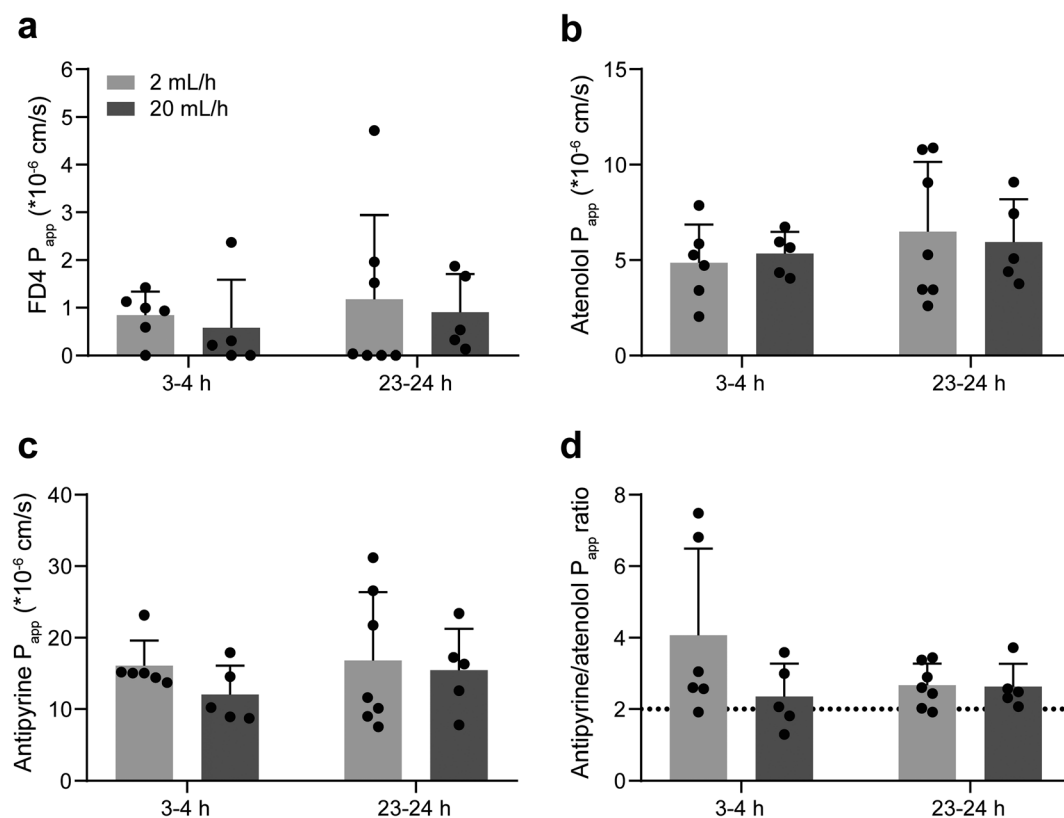 a
FD4 Papp (*10-6 cm/s)
6
5
4
3
2
1
0
2 mL/h
20 mL/h
3-4 h
23-24 h
b
Atenolol Papp (*10-6 cm/s)
15
10
5
0
3-4 h
23-24 h
c
Antipyrine Papp (*10-6 cm/s)
40
30
20
10
0
3-4 h
23-24 h
d
Antipyrine/atenolol Papp ratio
8
6
4
2
0
3-4 h
23-24 h